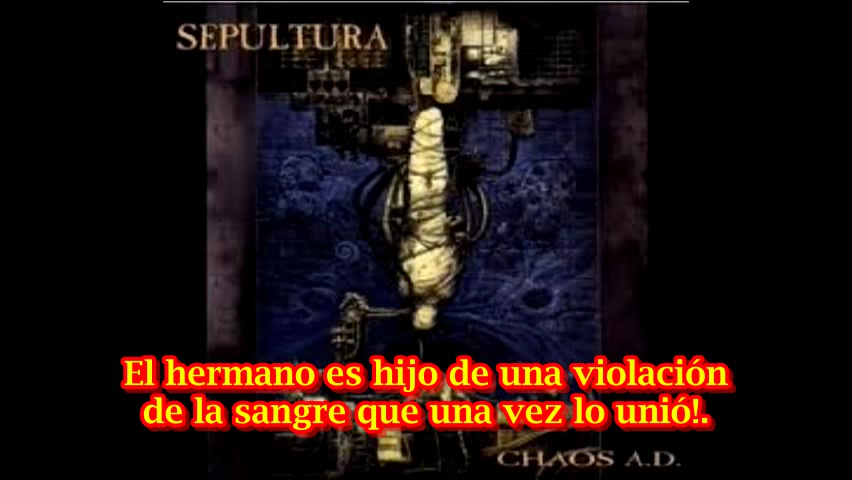 SEPULTURA
El hermano es hijo de una violación
de la sangre que una vez lo unió!.
CHAOS A.D.